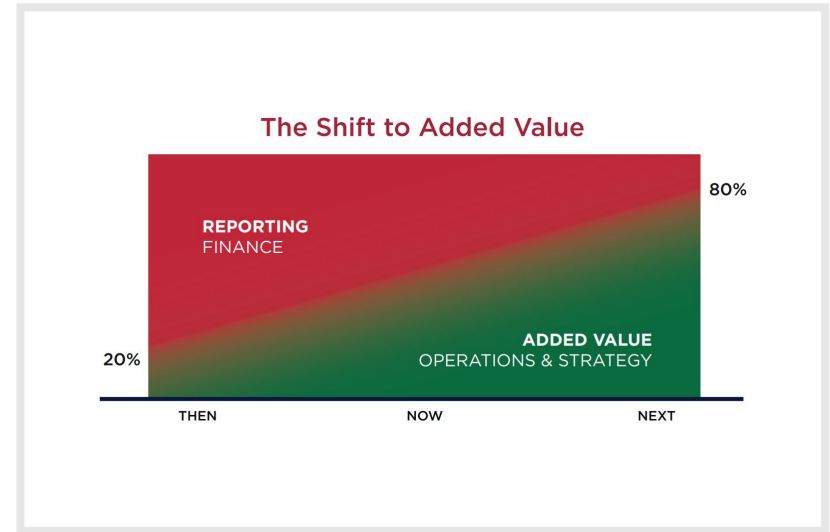 The Shift to Added Value
80%
REPORTING
FINANCE
20%
ADDED VALUE
OPERATIONS & STRATEGY
THEN
NOW
NEXT